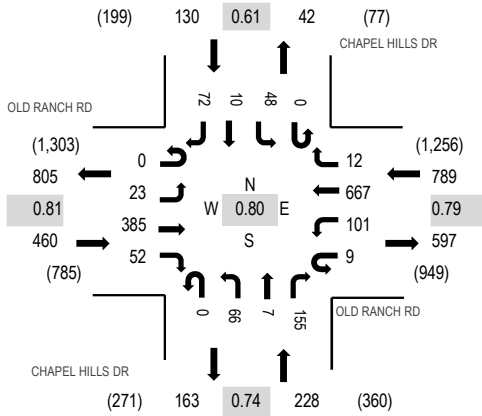 (199) 130 0.61 42 (77)
CHAPEL HILLS DR
72 10 48 0
OLD RANCH RD
(1,303) (1,256)
805 0 12 789
23 N 667
0.81 W 0.80 E 0.79
385 101
460 S 597
52 9
(785) (949)
0 66 7 155
OLD RANCH RD
CHAPEL HILLS DR
(271) 163 0.74 228 (360)